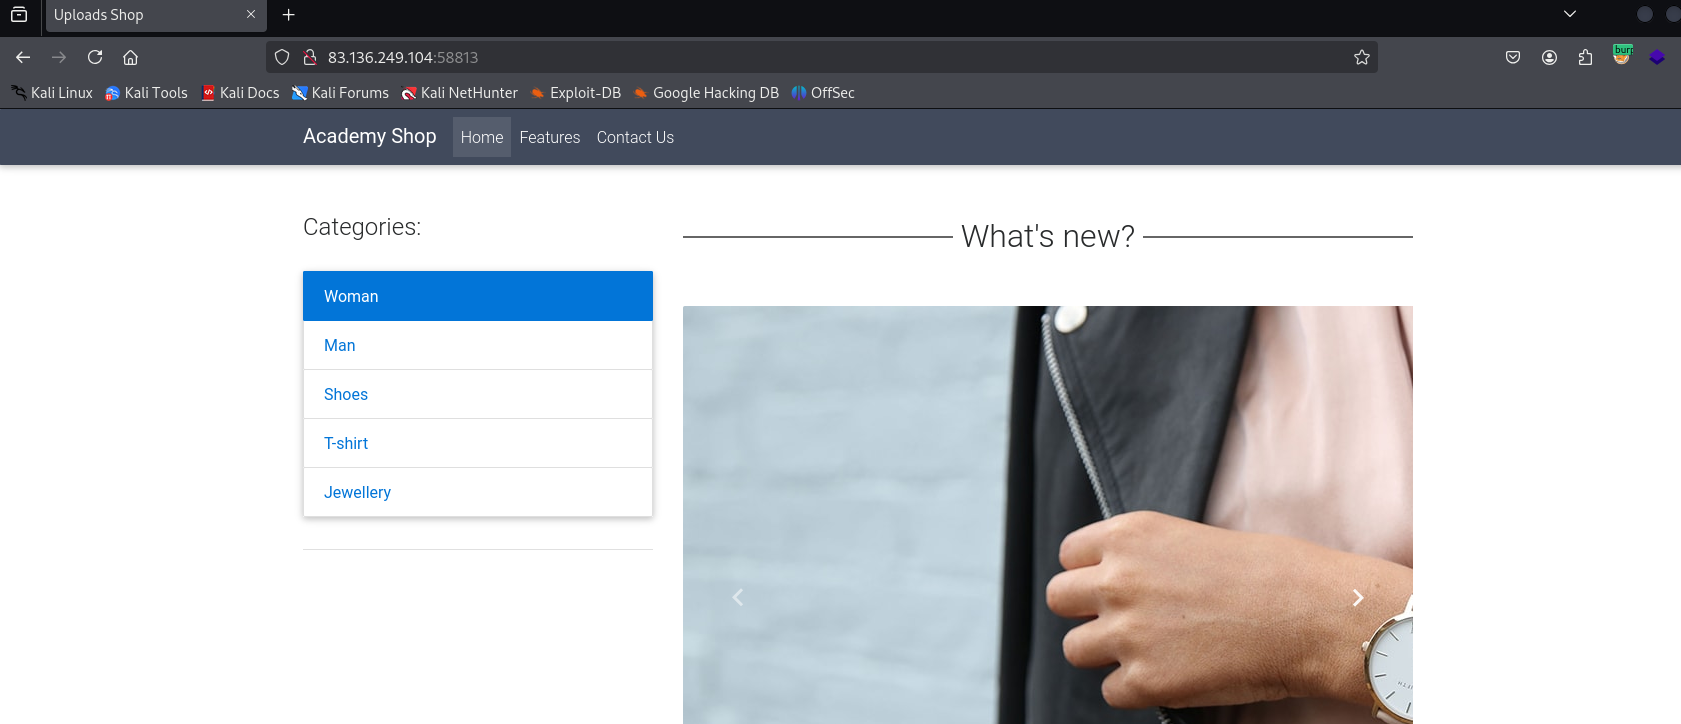 Uploads Shop
83.136.249.104:58813
burp
Kali Linux Kali Tools Kali Docs Kali Forums Kali NetHunter Exploit-DB Google Hacking DB OffSec
Academy Shop Home Features Contact Us
Categories:
What's new?
Woman
Man
Shoes
T-shirt
Jewellery